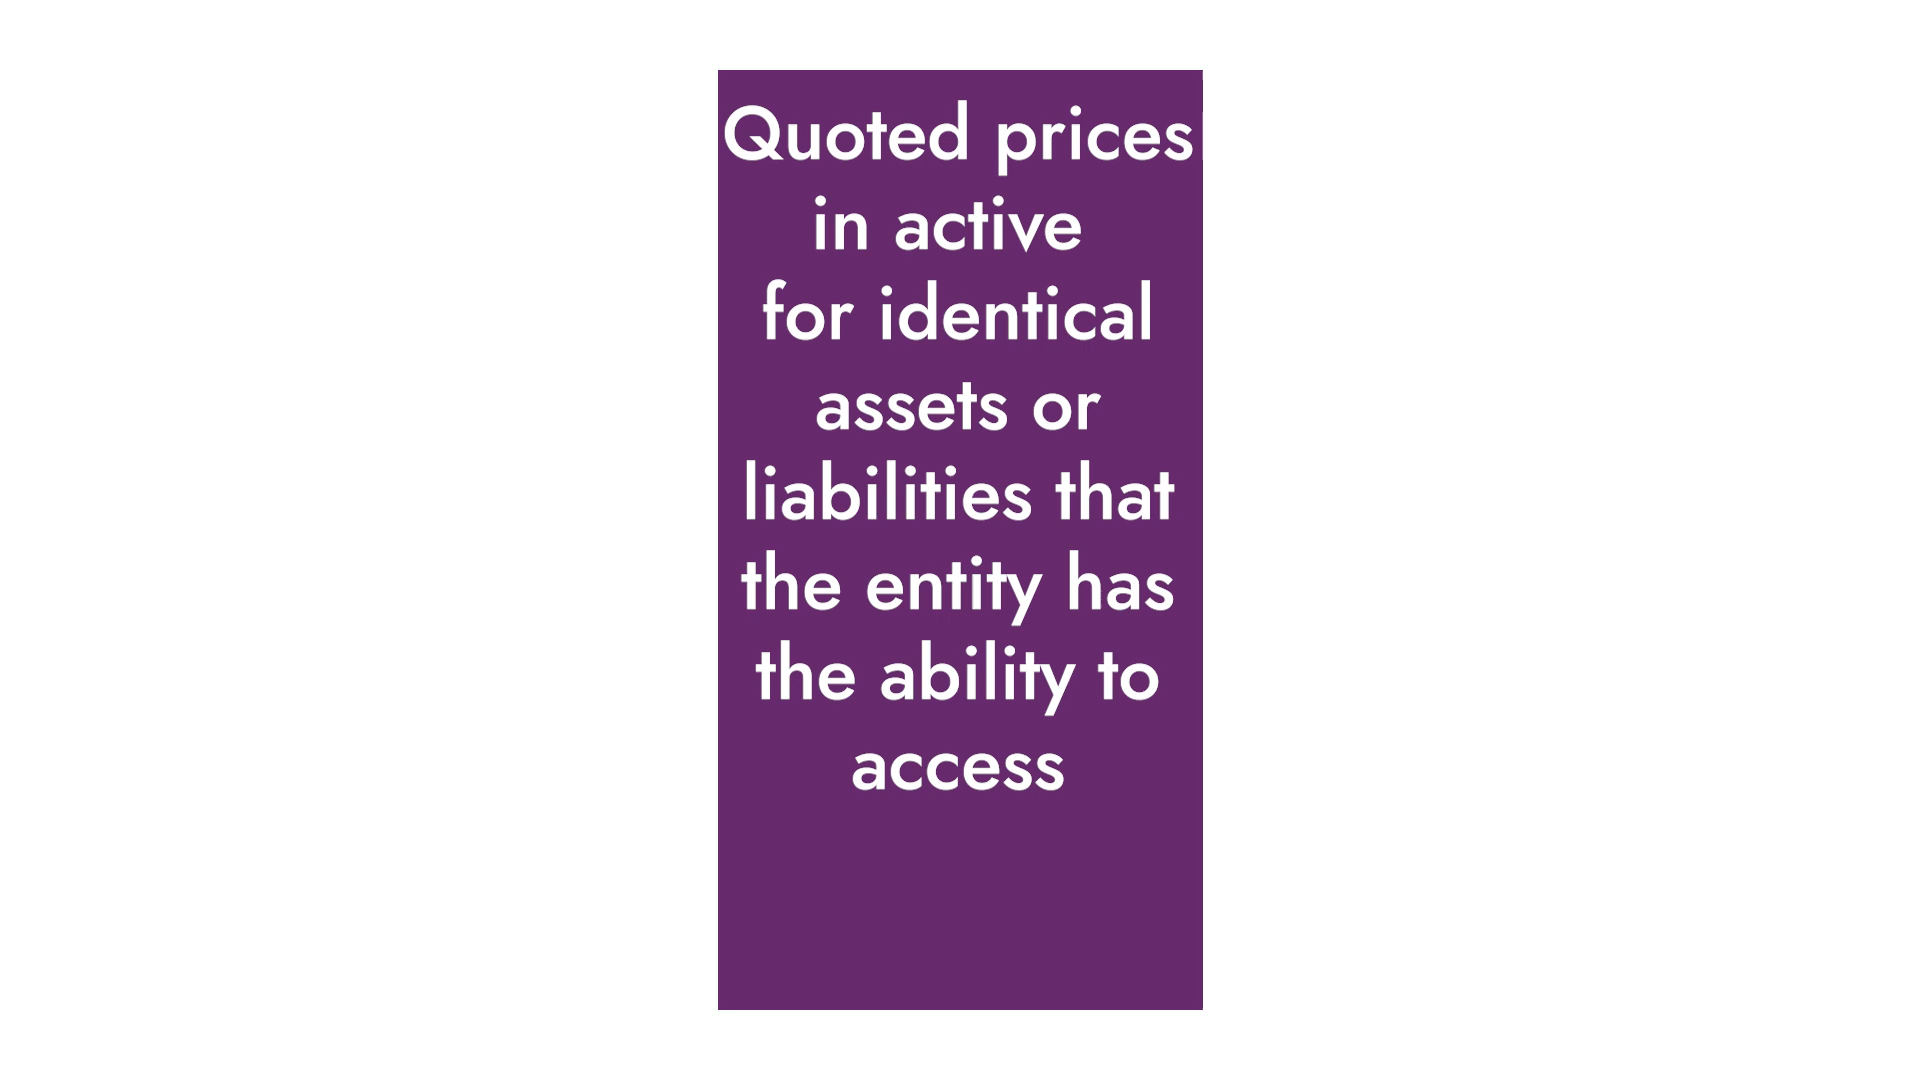 Quoted prices
in active
for identical
assets or
liabilities that
the entity has
the ability to
access